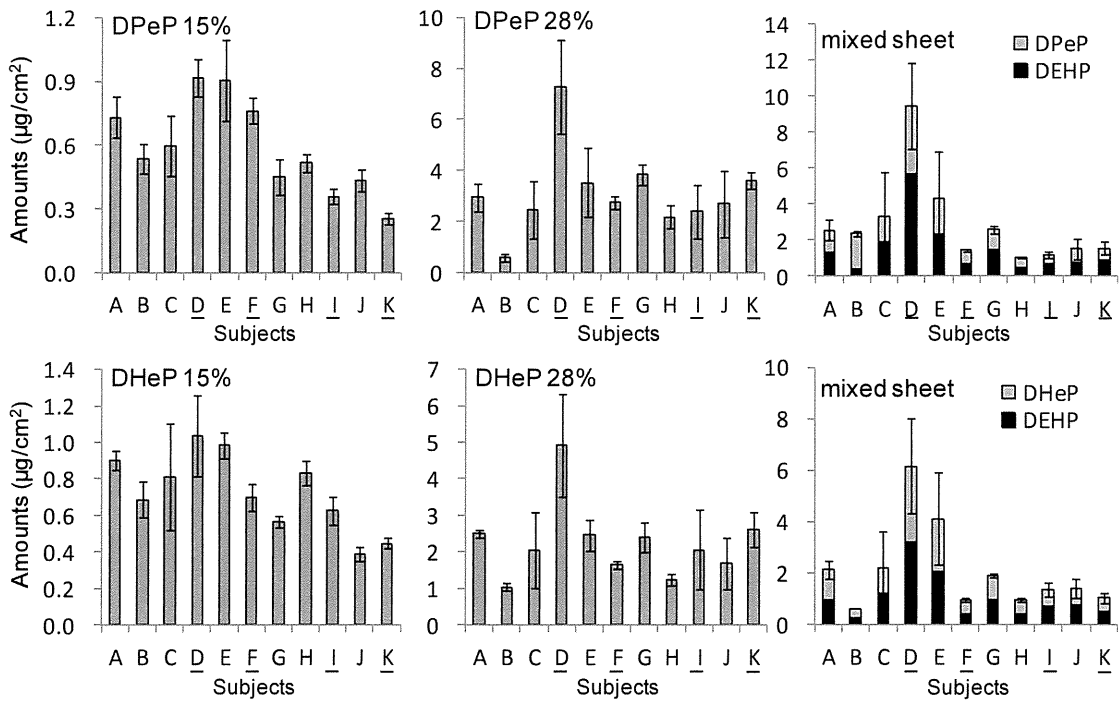 DPeP 15%
Amounts (µg/cm²)
1.2
0.9
0.6
0.3
0.0
A B C D E F G H I J K
Subjects
DPeP 28%
10
8
6
4
2
0
A B C D E F G H I J K
Subjects
mixed sheet
DPeP
DEHP
14
12
10
8
6
4
2
0
A B C D E F G H I J K
Subjects
DHeP 15%
Amounts (µg/cm²)
1.4
1.2
1.0
0.8
0.6
0.4
0.2
0.0
A B C D E F G H I J K
Subjects
DHeP 28%
7
6
5
4
3
2
1
0
A B C D E F G H I J K
Subjects
mixed sheet
DHeP
DEHP
10
8
6
4
2
0
A B C D E F G H I J K
Subjects